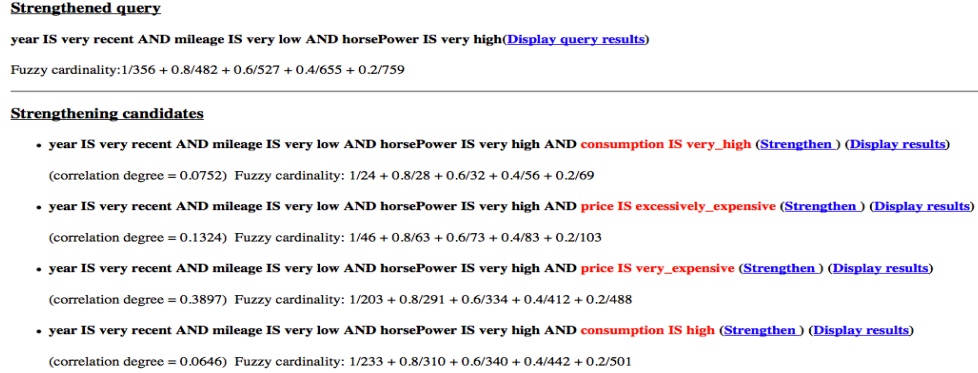 Strengthened query
year IS very recent AND mileage IS very low AND horsePower IS very high(Display query results)
Fuzzy cardinality:1/356 + 0.8/482 + 0.6/527 + 0.4/655 + 0.2/759
Strengthening candidates
• year IS very recent AND mileage IS very low AND horsePower IS very high AND consumption IS very_high (Strengthen ) (Display results)
(correlation degree = 0.0752) Fuzzy cardinality: 1/24 + 0.8/28 + 0.6/32 + 0.4/56 + 0.2/69
• year IS very recent AND mileage IS very low AND horsePower IS very high AND price IS excessively_expensive (Strengthen ) (Display results)
(correlation degree = 0.1324) Fuzzy cardinality: 1/46 + 0.8/63 + 0.6/73 + 0.4/83 + 0.2/103
• year IS very recent AND mileage IS very low AND horsePower IS very high AND price IS very_expensive (Strengthen ) (Display results)
(correlation degree = 0.3897) Fuzzy cardinality: 1/203 + 0.8/291 + 0.6/334 + 0.4/412 + 0.2/488
• year IS very recent AND mileage IS very low AND horsePower IS very high AND consumption IS high (Strengthen ) (Display results)
(correlation degree = 0.0646) Fuzzy cardinality: 1/233 + 0.8/310 + 0.6/340 + 0.4/442 + 0.2/501